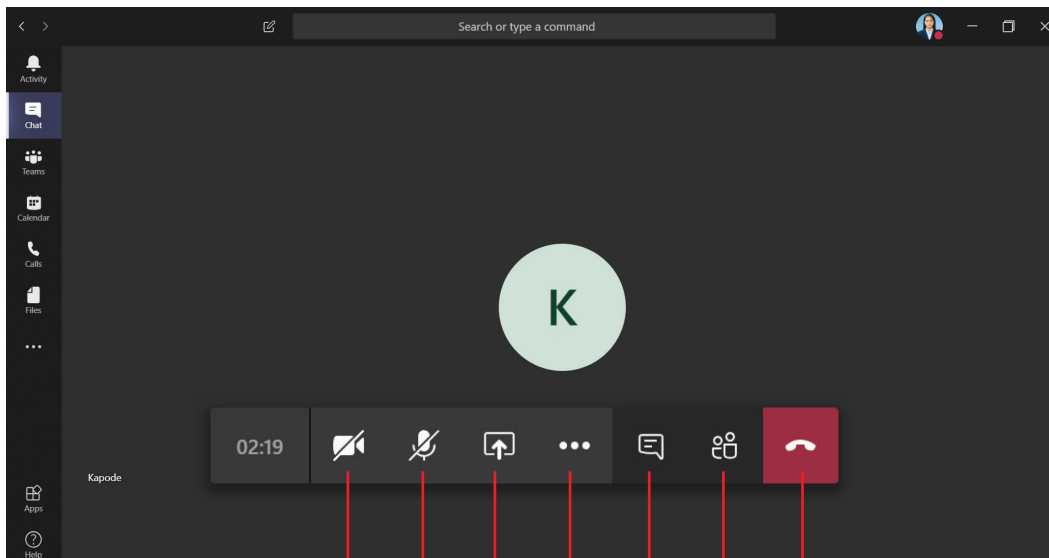 Search or type a command
Activity
Chat
Teams
Calendar
Calls
Files
K
02:19
Kapode
Apps
Help